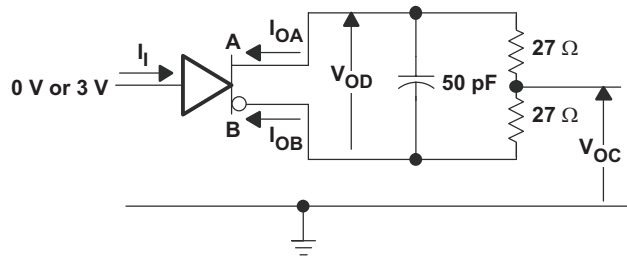 A
I_OA
I_I
27 Ω
0 V or 3 V
V_OD
50 pF
B
I_OB
27 Ω
V_OC